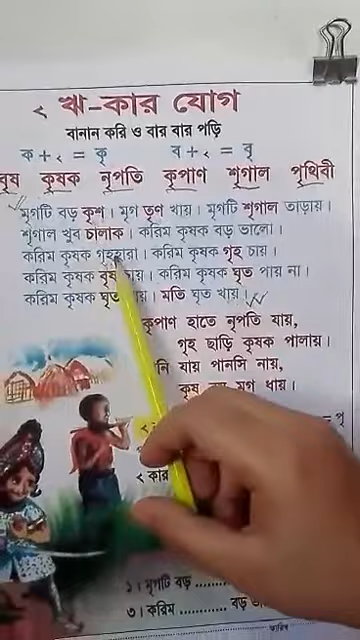 ৃ ঋ-কার যোগ
বানান করি ও বার বার পড়ি
ক + ৃ = কৃ ব + ৃ = বৃ
বৃষ কৃষক নৃপতি কৃপাণ শৃগাল পৃথিবী
মৃগটি বড় কৃশ। মৃগ তৃণ খায়। মৃগটি শৃগাল তাড়ায়।
শৃগাল খুব চালাক। করিম কৃষক বড় ভালো।
করিম কৃষক গৃহহারা। করিম কৃষক গৃহ চায়।
করিম কৃষক বৃষ করিম কৃষক ঘৃত পায় না।
করিম কৃষক ঘৃত মতি ঘৃত খায়।
কৃপাণ হাতে নৃপতি যায়,
গৃহ ছাড়ি কৃষক পালায়।
যায় পানসি নায়,
মৃগ ধায়।
= পৃ
ৃ কার
১। মৃগটি বড় ........
৩। করিম ............ বড়
তারিখ